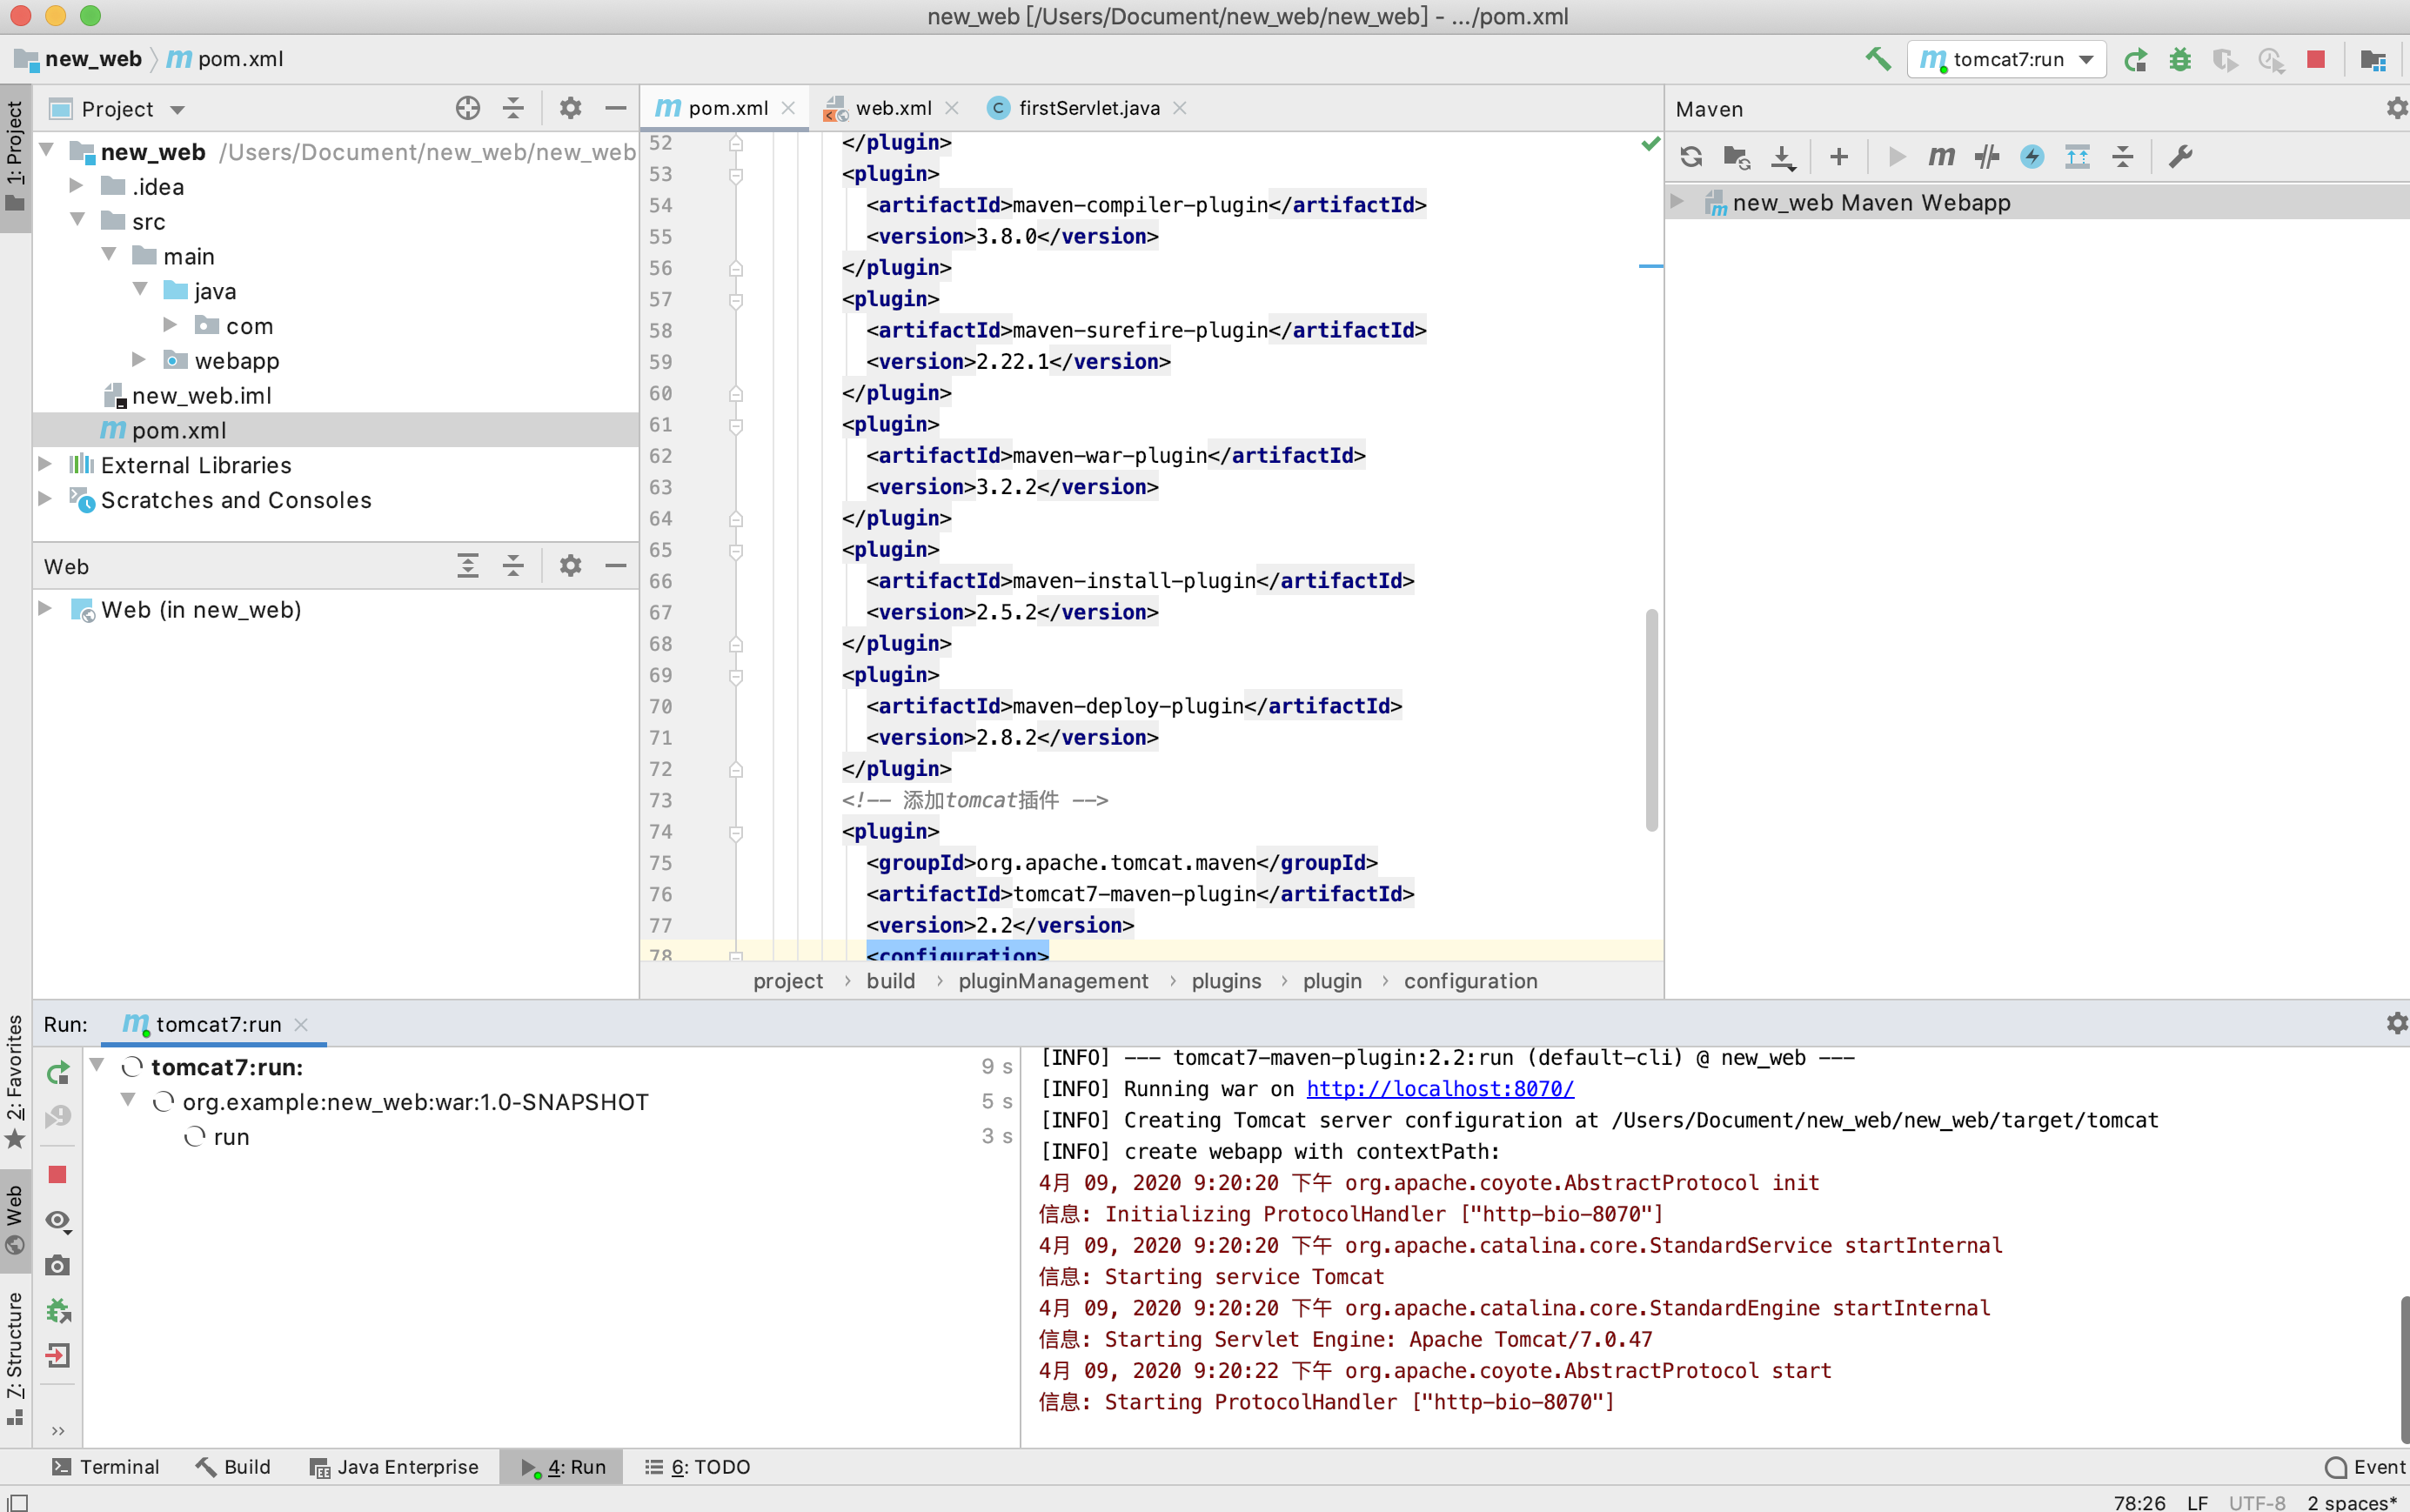 new_web [/Users/Document/new_web/new_web] - .../pom.xml
new_web
pom.xml
tomcat7:run
1: Project
Project
pom.xml
web.xml
firstServlet.java
Maven
new_web /Users/Document/new_web/new_web
.idea
src
main
java
com
webapp
new_web.iml
pom.xml
External Libraries
Scratches and Consoles
Web
Web (in new_web)
52 </plugin>
53 <plugin>
54 <artifactId>maven-compiler-plugin</artifactId>
55 <version>3.8.0</version>
56 </plugin>
57 <plugin>
58 <artifactId>maven-surefire-plugin</artifactId>
59 <version>2.22.1</version>
60 </plugin>
61 <plugin>
62 <artifactId>maven-war-plugin</artifactId>
63 <version>3.2.2</version>
64 </plugin>
65 <plugin>
66 <artifactId>maven-install-plugin</artifactId>
67 <version>2.5.2</version>
68 </plugin>
69 <plugin>
70 <artifactId>maven-deploy-plugin</artifactId>
71 <version>2.8.2</version>
72 </plugin>
73 <!-- 添加tomcat插件 -->
74 <plugin>
75 <groupId>org.apache.tomcat.maven</groupId>
76 <artifactId>tomcat7-maven-plugin</artifactId>
77 <version>2.2</version>
78 <configuration>
project › build › pluginManagement › plugins › plugin › configuration
new_web Maven Webapp
2: Favorites
Web
7: Structure
Run:
tomcat7:run
tomcat7:run: 9 s
org.example:new_web:war:1.0-SNAPSHOT 5 s
run 3 s
[INFO] --- tomcat7-maven-plugin:2.2:run (default-cli) @ new_web ---
[INFO] Running war on http://localhost:8070/
[INFO] Creating Tomcat server configuration at /Users/Document/new_web/new_web/target/tomcat
[INFO] create webapp with contextPath:
4月 09, 2020 9:20:20 下午 org.apache.coyote.AbstractProtocol init
信息: Initializing ProtocolHandler ["http-bio-8070"]
4月 09, 2020 9:20:20 下午 org.apache.catalina.core.StandardService startInternal
信息: Starting service Tomcat
4月 09, 2020 9:20:20 下午 org.apache.catalina.core.StandardEngine startInternal
信息: Starting Servlet Engine: Apache Tomcat/7.0.47
4月 09, 2020 9:20:22 下午 org.apache.coyote.AbstractProtocol start
信息: Starting ProtocolHandler ["http-bio-8070"]
Terminal
Build
Java Enterprise
4: Run
6: TODO
Event
78:26 LF UTF-8 2 spaces*